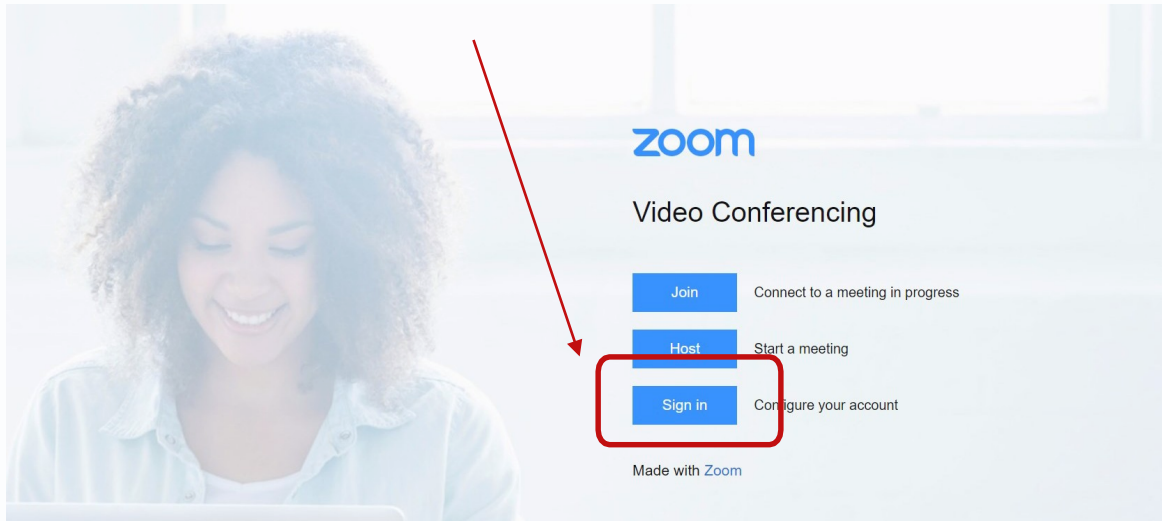 zoom
Video Conferencing
Join Connect to a meeting in progress
Host Start a meeting
Sign in Configure your account
Made with Zoom